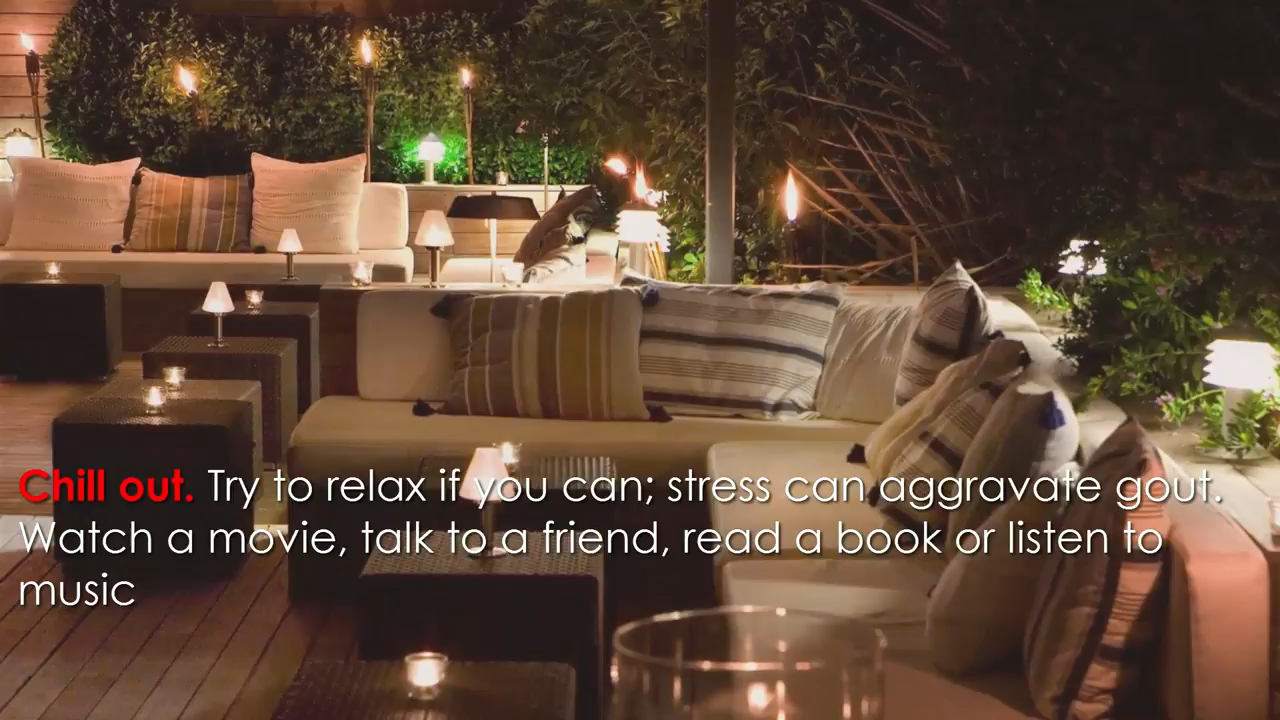 Chill out. Try to relax if you can; stress can aggravate gout.
Watch a movie, talk to a friend, read a book or listen to
music